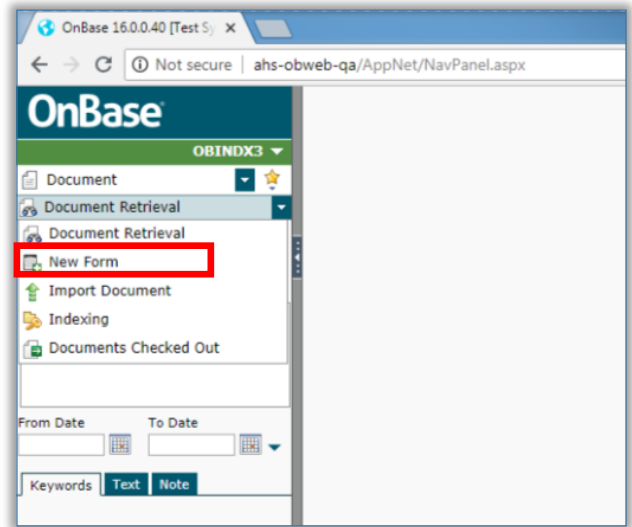 OnBase 16.0.0.40 [Test Sy
Not secure | ahs-obweb-qa/AppNet/NavPanel.aspx
OnBase
OBINDX3
Document
Document Retrieval
Document Retrieval
New Form
Import Document
Indexing
Documents Checked Out
From Date To Date
Keywords Text Note